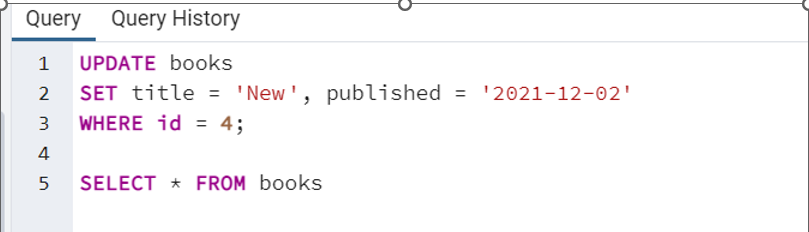 Query Query History
1 UPDATE books
2 SET title = 'New', published = '2021-12-02'
3 WHERE id = 4;
4
5 SELECT * FROM books